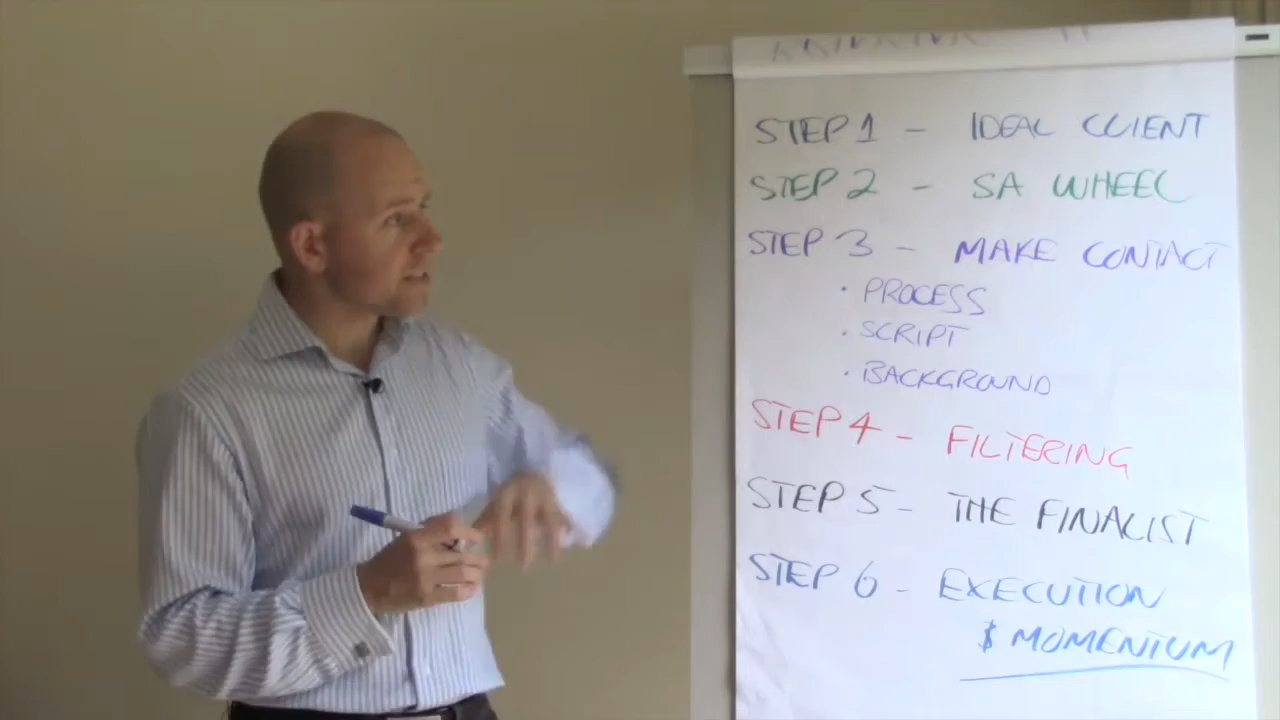 STEP 1 - IDEAL CLIENT
STEP 2 - SA WHEEL
STEP 3 - MAKE CONTACT
· PROCESS
· SCRIPT
· BACKGROUND
STEP 4 - FILTERING
STEP 5 - THE FINALIST
STEP 6 - EXECUTION
$ MOMENTUM